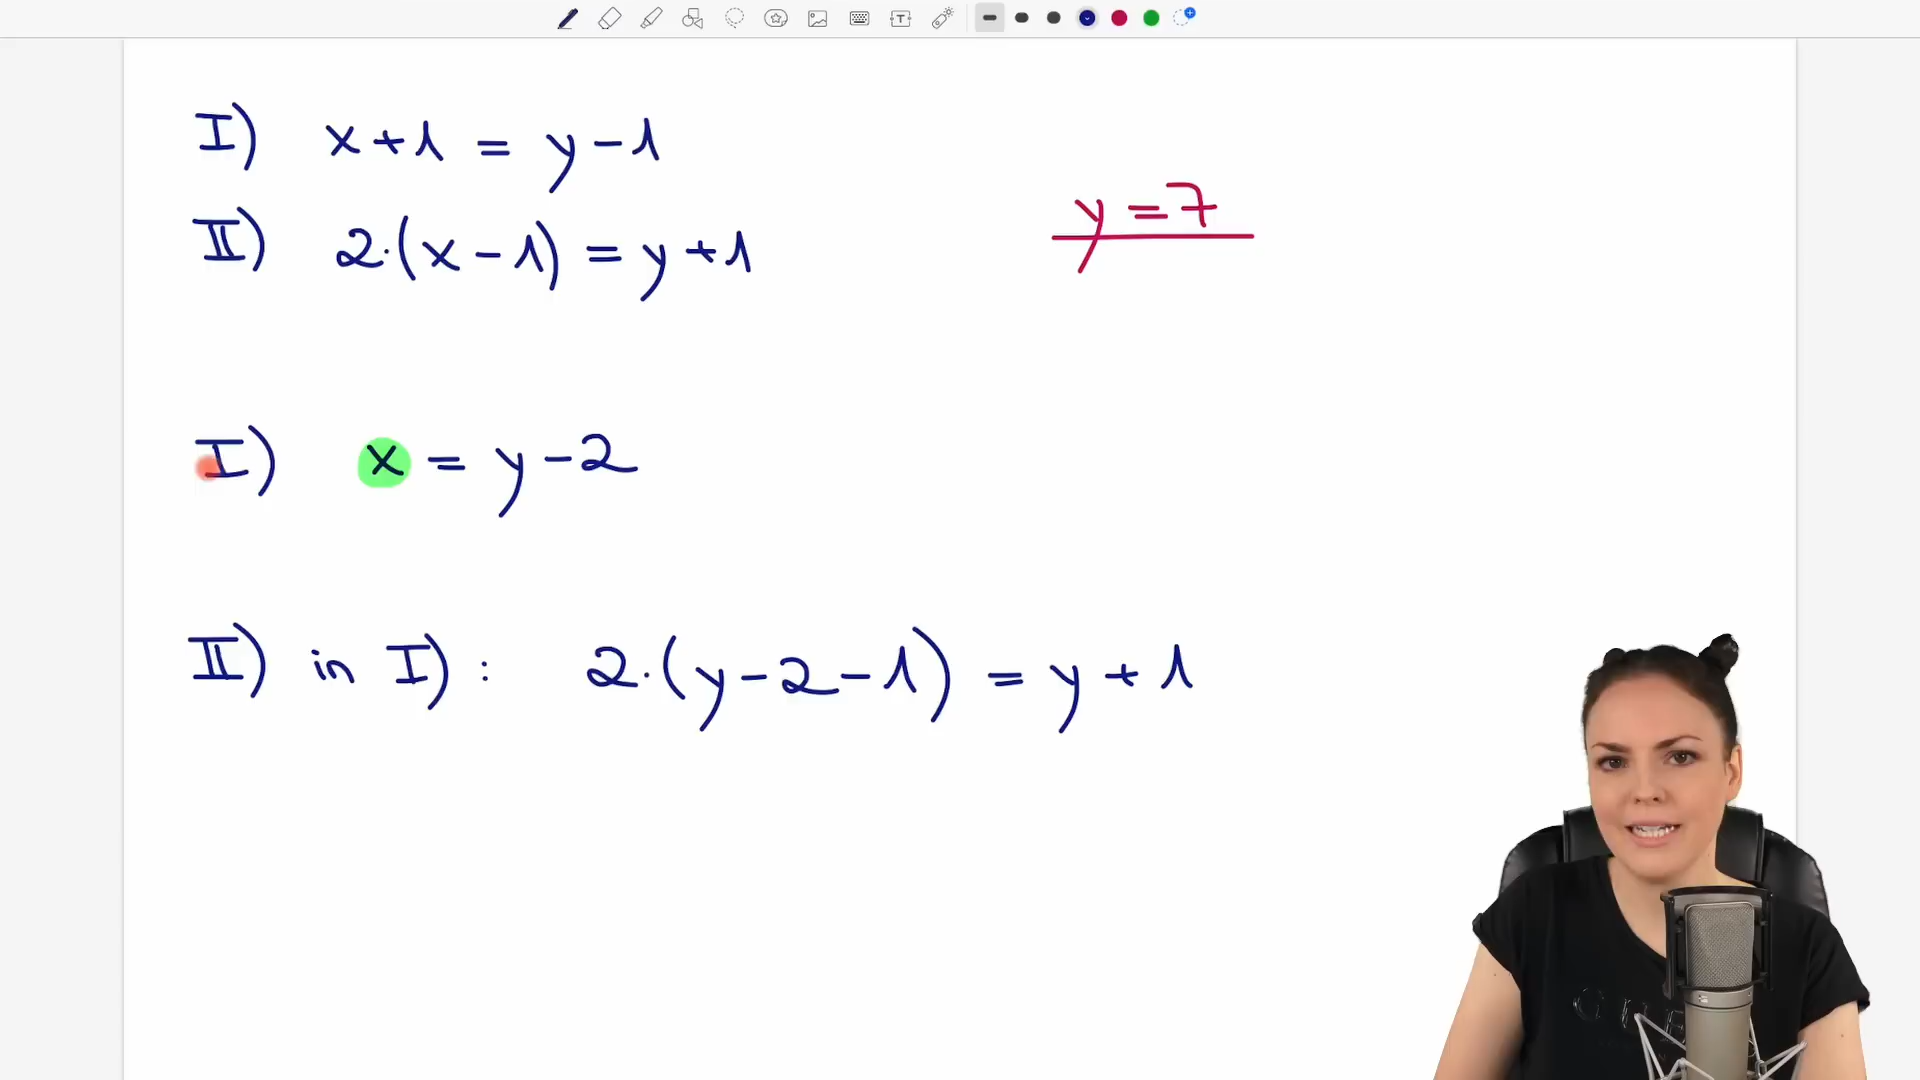 I) x + 1 = y - 1
II) 2·(x - 1) = y + 1
y = 7
I) x = y - 2
II) in I): 2·(y - 2 - 1) = y + 1